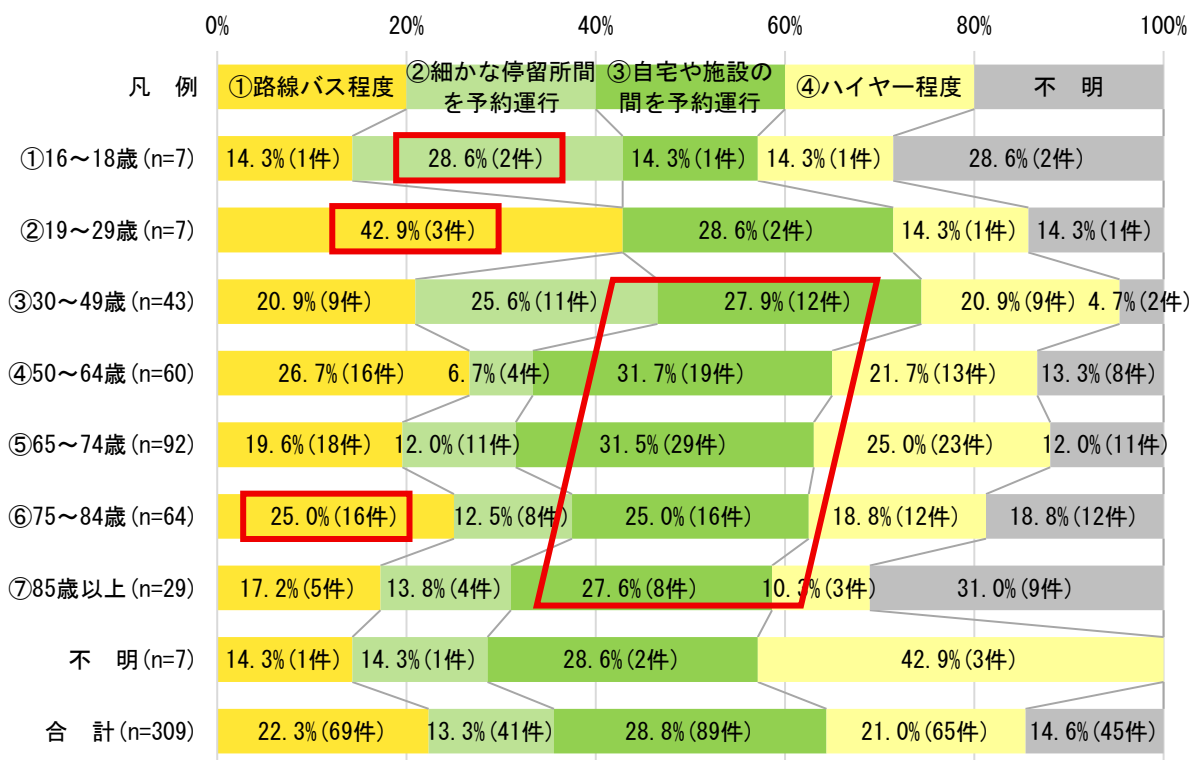 0% 20% 40% 60% 80% 100%
凡 例 ①路線バス程度 ②細かな停留所間を予約運行 ③自宅や施設の間を予約運行 ④ハイヤー程度 不 明
①16～18歳(n=7) 14.3%(1件) 28.6%(2件) 14.3%(1件) 14.3%(1件) 28.6%(2件)
②19～29歳(n=7) 42.9%(3件) 28.6%(2件) 14.3%(1件) 14.3%(1件)
③30～49歳(n=43) 20.9%(9件) 25.6%(11件) 27.9%(12件) 20.9%(9件) 4.7%(2件)
④50～64歳(n=60) 26.7%(16件) 6.7%(4件) 31.7%(19件) 21.7%(13件) 13.3%(8件)
⑤65～74歳(n=92) 19.6%(18件) 12.0%(11件) 31.5%(29件) 25.0%(23件) 12.0%(11件)
⑥75～84歳(n=64) 25.0%(16件) 12.5%(8件) 25.0%(16件) 18.8%(12件) 18.8%(12件)
⑦85歳以上(n=29) 17.2%(5件) 13.8%(4件) 27.6%(8件) 10.3%(3件) 31.0%(9件)
不 明(n=7) 14.3%(1件) 14.3%(1件) 28.6%(2件) 42.9%(3件)
合 計(n=309) 22.3%(69件) 13.3%(41件) 28.8%(89件) 21.0%(65件) 14.6%(45件)